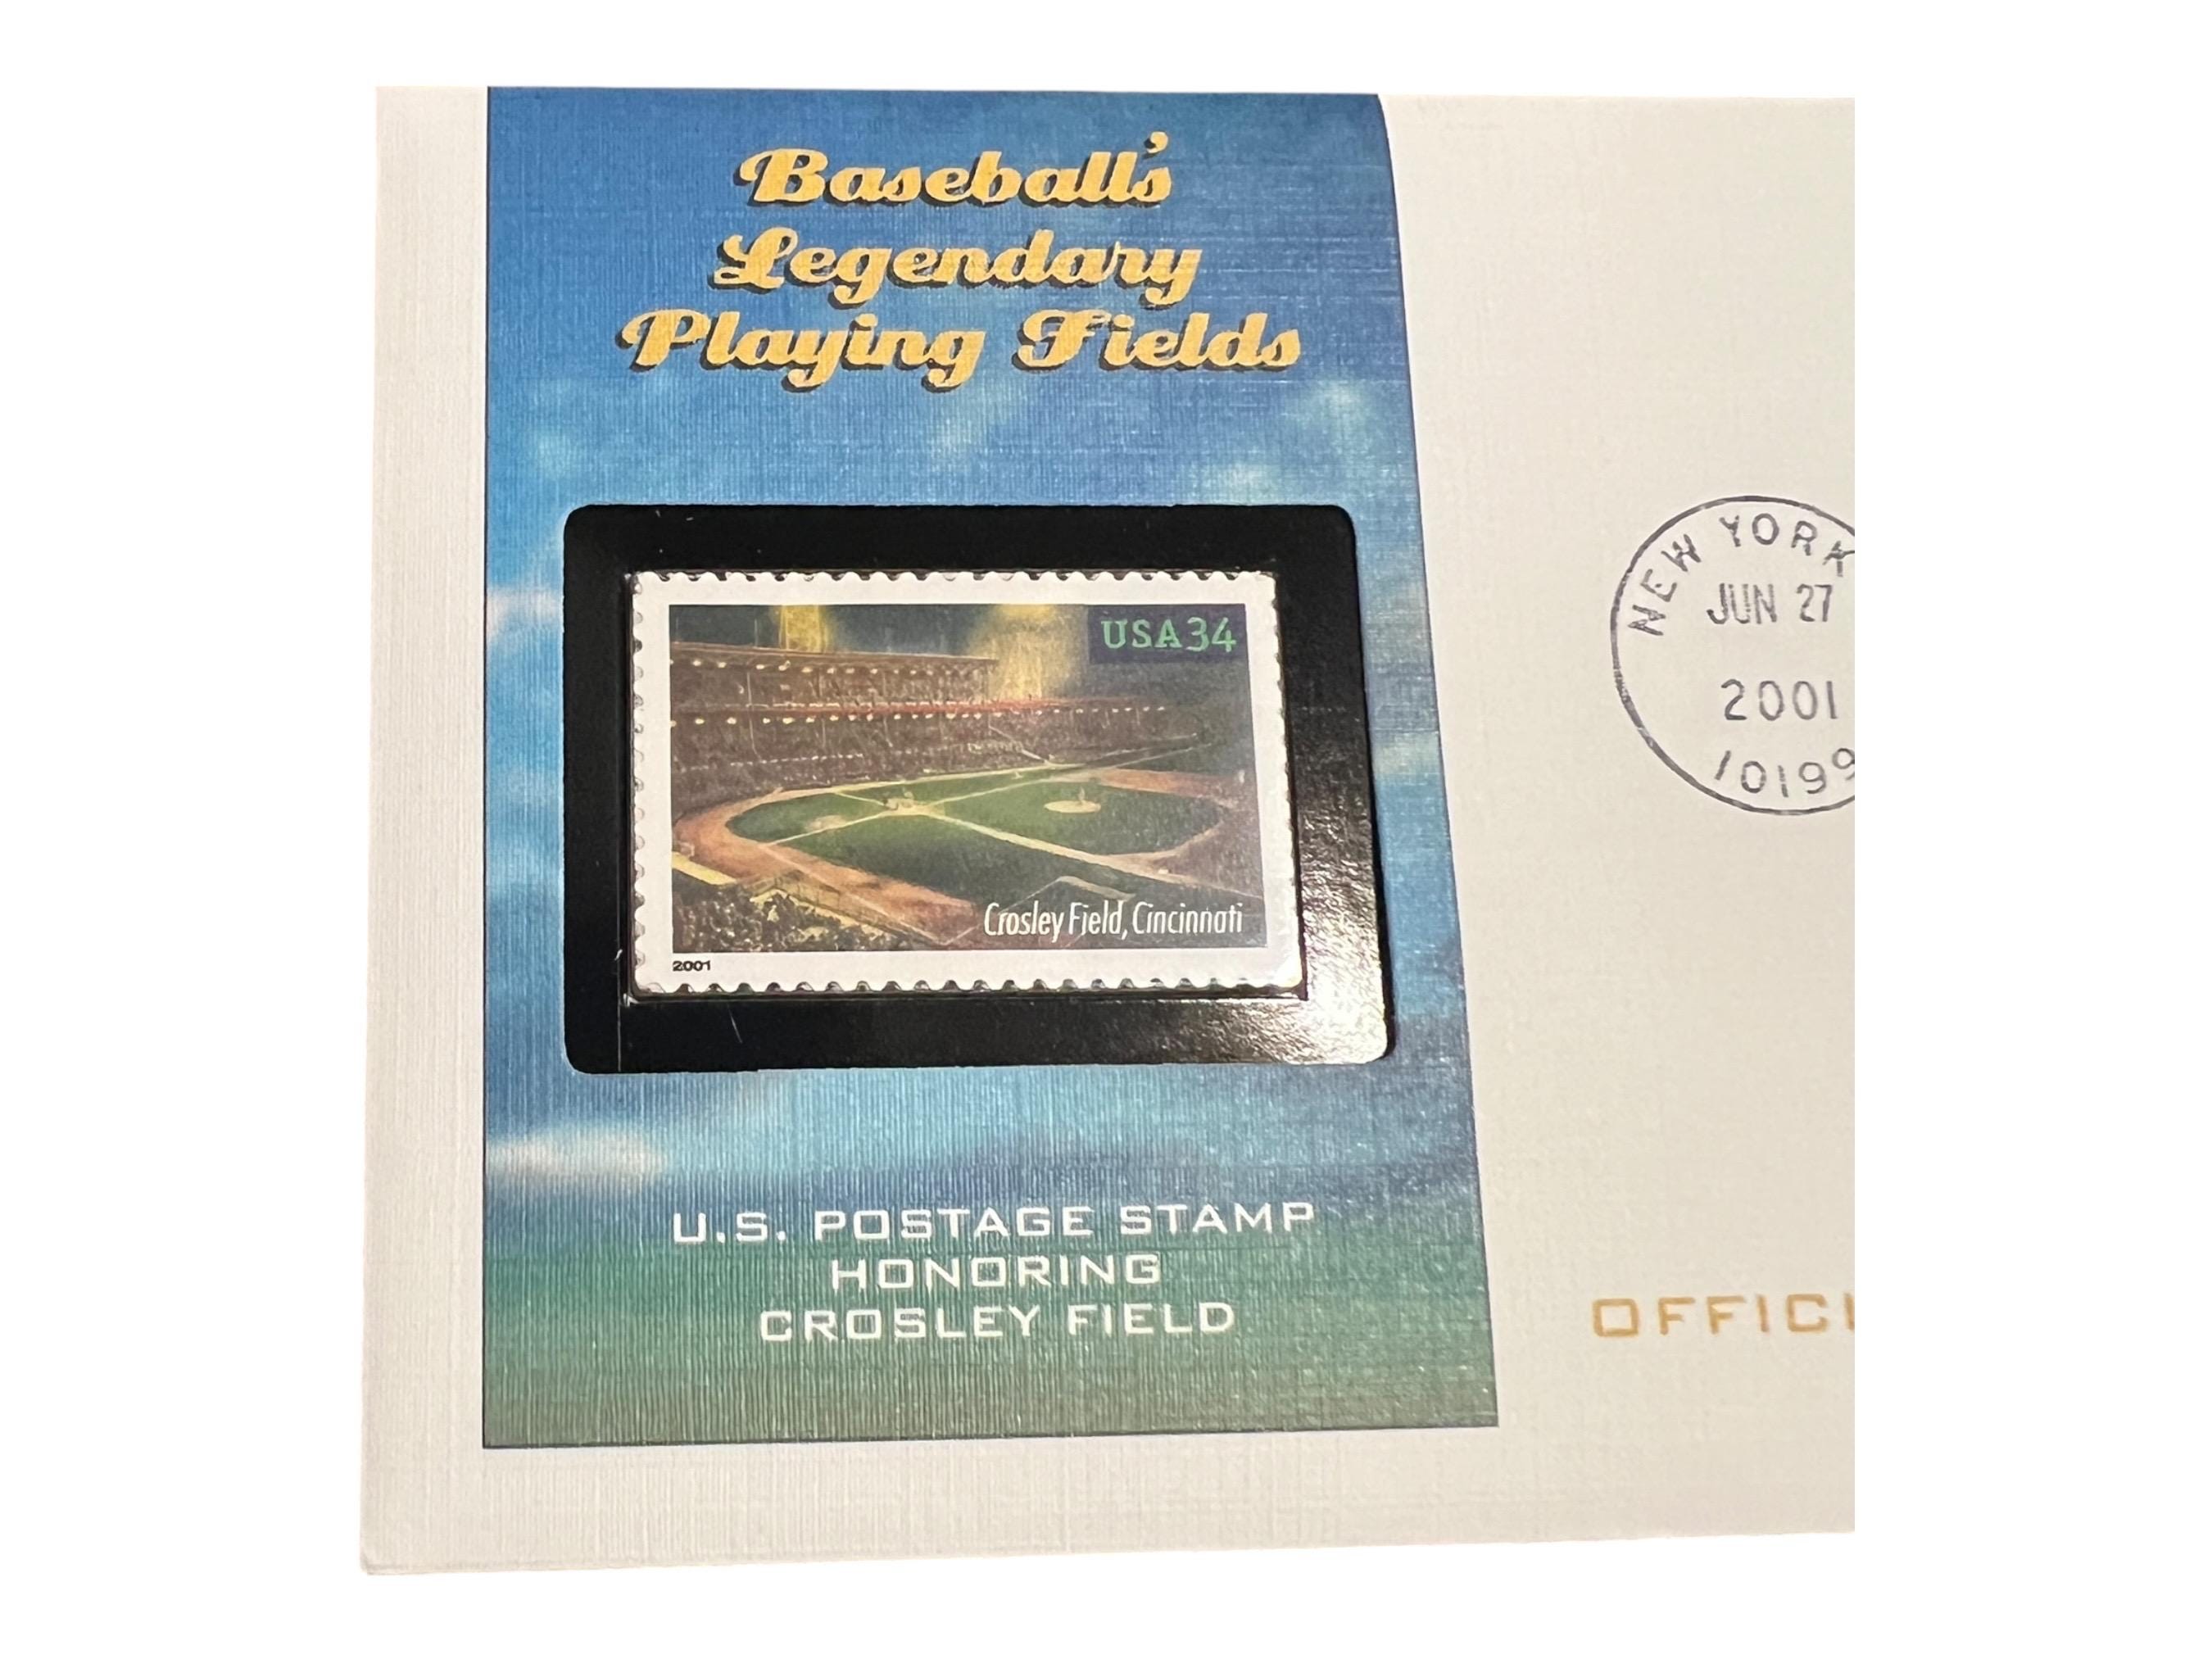 Baseball's
Legendary
Playing Fields
USA34
Crosley Field, Cincinnati
2001
U.S. POSTAGE STAMP
HONORING
CROSLEY FIELD
NEW YORK
JUN 27
2001
10199
OFFICI